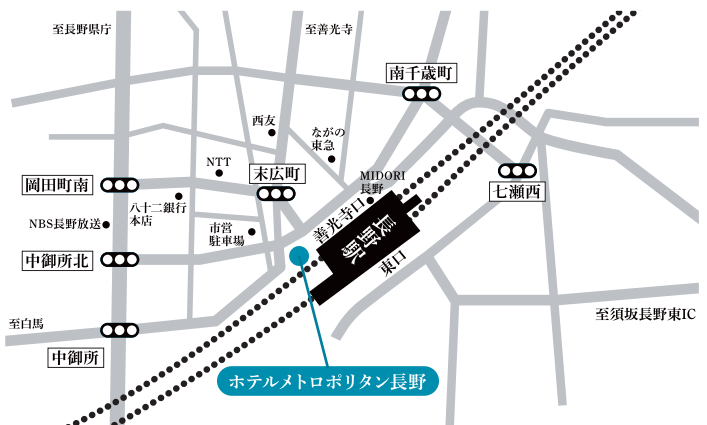 至長野県庁
至善光寺
南千歳町
西友
ながの
東急
NTT
末広町
MIDORI
長野
七瀬西
岡田町南
八十二銀行
本店
NBS長野放送
市営
駐車場
善光寺口
長野駅
東口
中御所北
至白馬
至須坂長野東IC
中御所
ホテルメトロポリタン長野